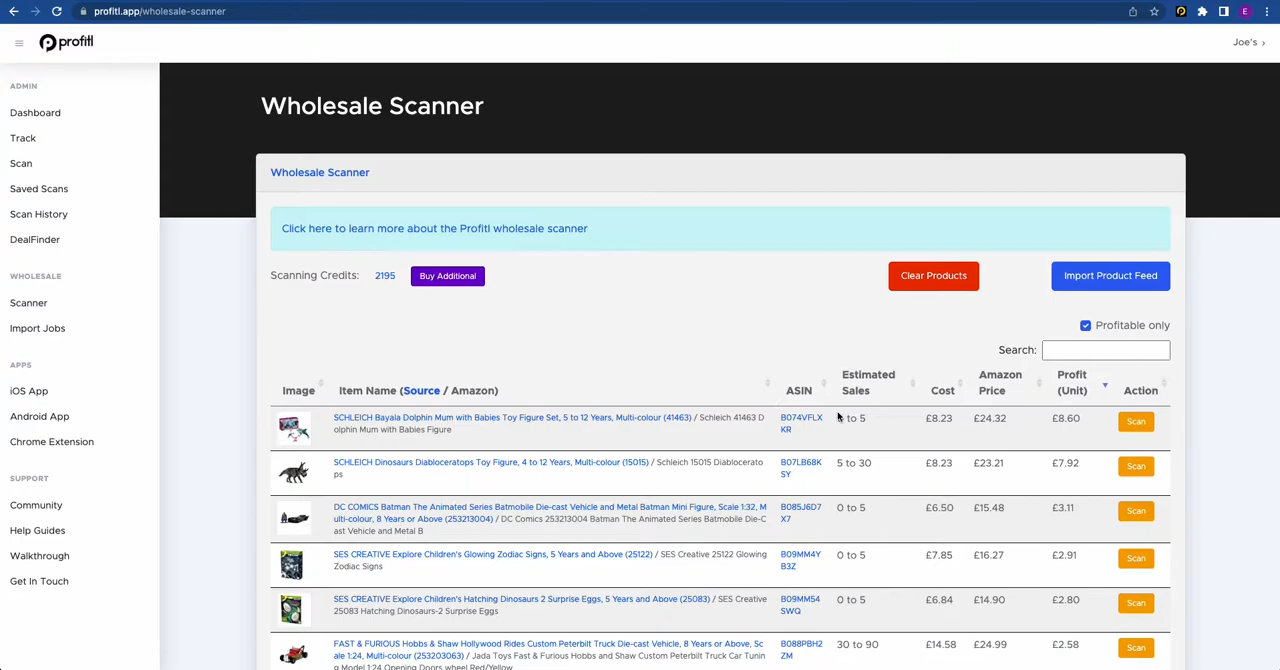 profitl.app/wholesale-scanner
E
profitl
Joe's
ADMIN
Dashboard
Track
Scan
Saved Scans
Scan History
DealFinder
WHOLESALE
Scanner
Import Jobs
APPS
iOS App
Android App
Chrome Extension
SUPPORT
Community
Help Guides
Walkthrough
Get In Touch
Wholesale Scanner
Wholesale Scanner
Click here to learn more about the Profitl wholesale scanner
Scanning Credits: 2195 Buy Additional Clear Products Import Product Feed
Profitable only
Search:
Image Item Name (Source / Amazon) ASIN Estimated Sales Cost Amazon Price Profit (Unit) Action
SCHLEICH Bayala Dolphin Mum with Babies Toy Figure Set, 5 to 12 Years, Multi-colour (41463) / Schleich 41463 D
olphin Mum with Babies Figure
B074VFLX
KR
to 5 £8.23 £24.32 £8.60 Scan
SCHLEICH Dinosaurs Diabloceratops Toy Figure, 4 to 12 Years, Multi-colour (15015) / Schleich 15015 Diablocerato
ps
B07LB68K
SY
5 to 30 £8.23 £23.21 £7.92 Scan
DC COMICS Batman The Animated Series Batmobile Die-cast Vehicle and Metal Batman Mini Figure, Scale 1:32, M
ulti-colour, 8 Years or Above (253213004) / DC Comics 253213004 Batman The Animated Series Batmobile Die-C
ast Vehicle and Metal B
B085J6D7
X7
0 to 5 £6.50 £15.48 £3.11 Scan
SES CREATIVE Explore Children's Glowing Zodiac Signs, 5 Years and Above (25122) / SES Creative 25122 Glowing
Zodiac Signs
B09MM4Y
B3Z
0 to 5 £7.85 £16.27 £2.91 Scan
SES CREATIVE Explore Children's Hatching Dinosaurs 2 Surprise Eggs, 5 Years and Above (25083) / SES Creative
25083 Hatching Dinosaurs-2 Surprise Eggs
B09MM54
SWQ
0 to 5 £6.84 £14.90 £2.80 Scan
FAST & FURIOUS Hobbs & Shaw Hollywood Rides Custom Peterbilt Truck Die-cast Vehicle, 8 Years or Above, Sc
ale 1:24, Multi-colour (253203063) / Jada Toys Fast & Furious Hobbs and Shaw Custom Peterbilt Truck Car Tunin
g Model 1:24 Opening Doors wheel Red/Yellow
B088PBH2
ZM
30 to 90 £14.58 £24.99 £2.58 Scan